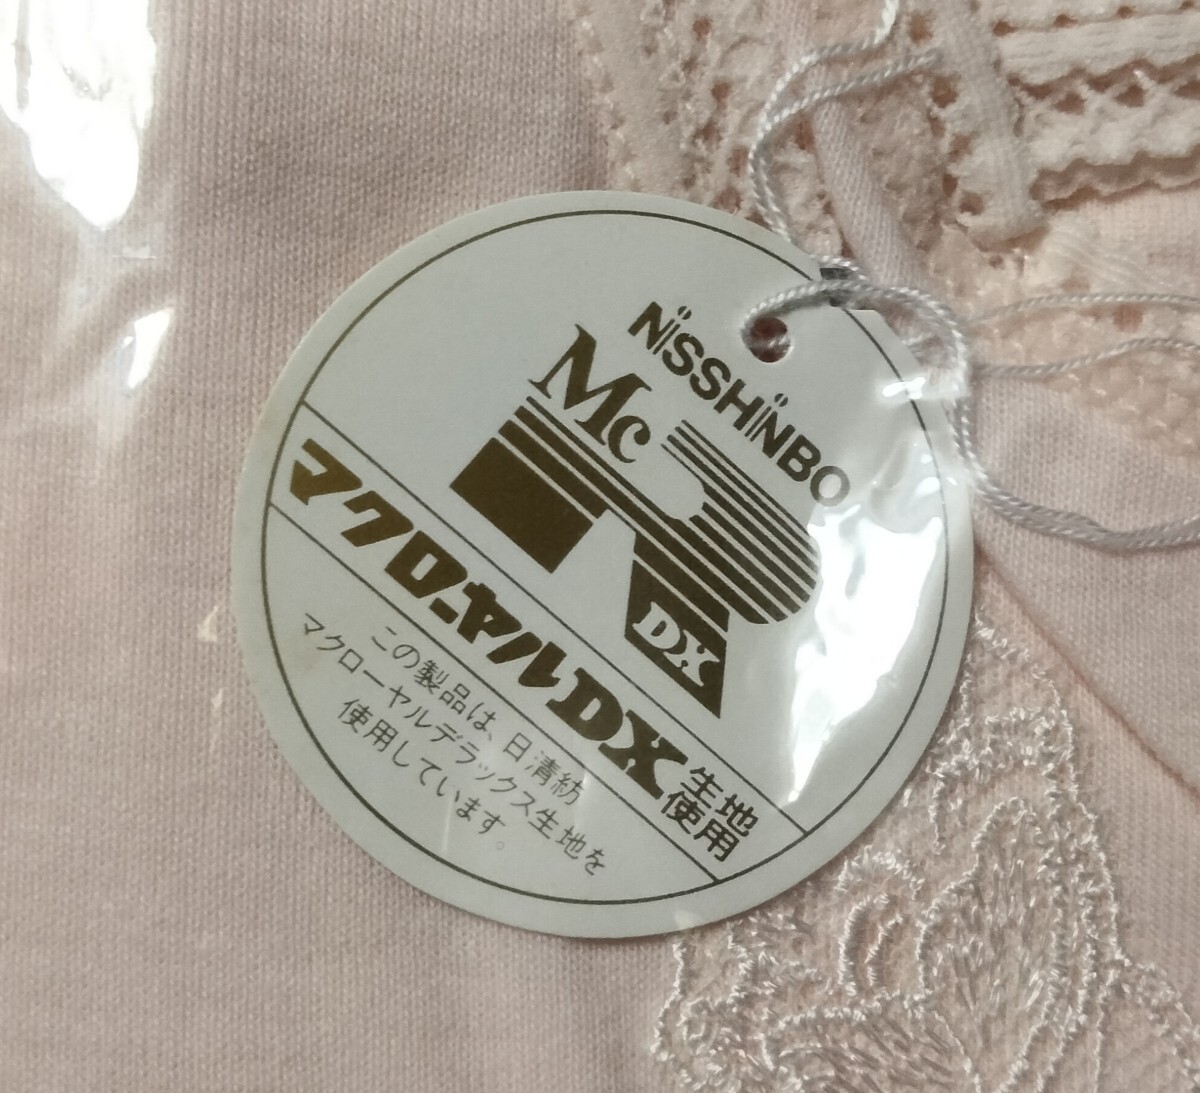 NISSHINBO
Mc R
DX
マクローヤルDX 生地使用
この製品は、日清紡
マクローヤルデラックス生地を
使用しています。